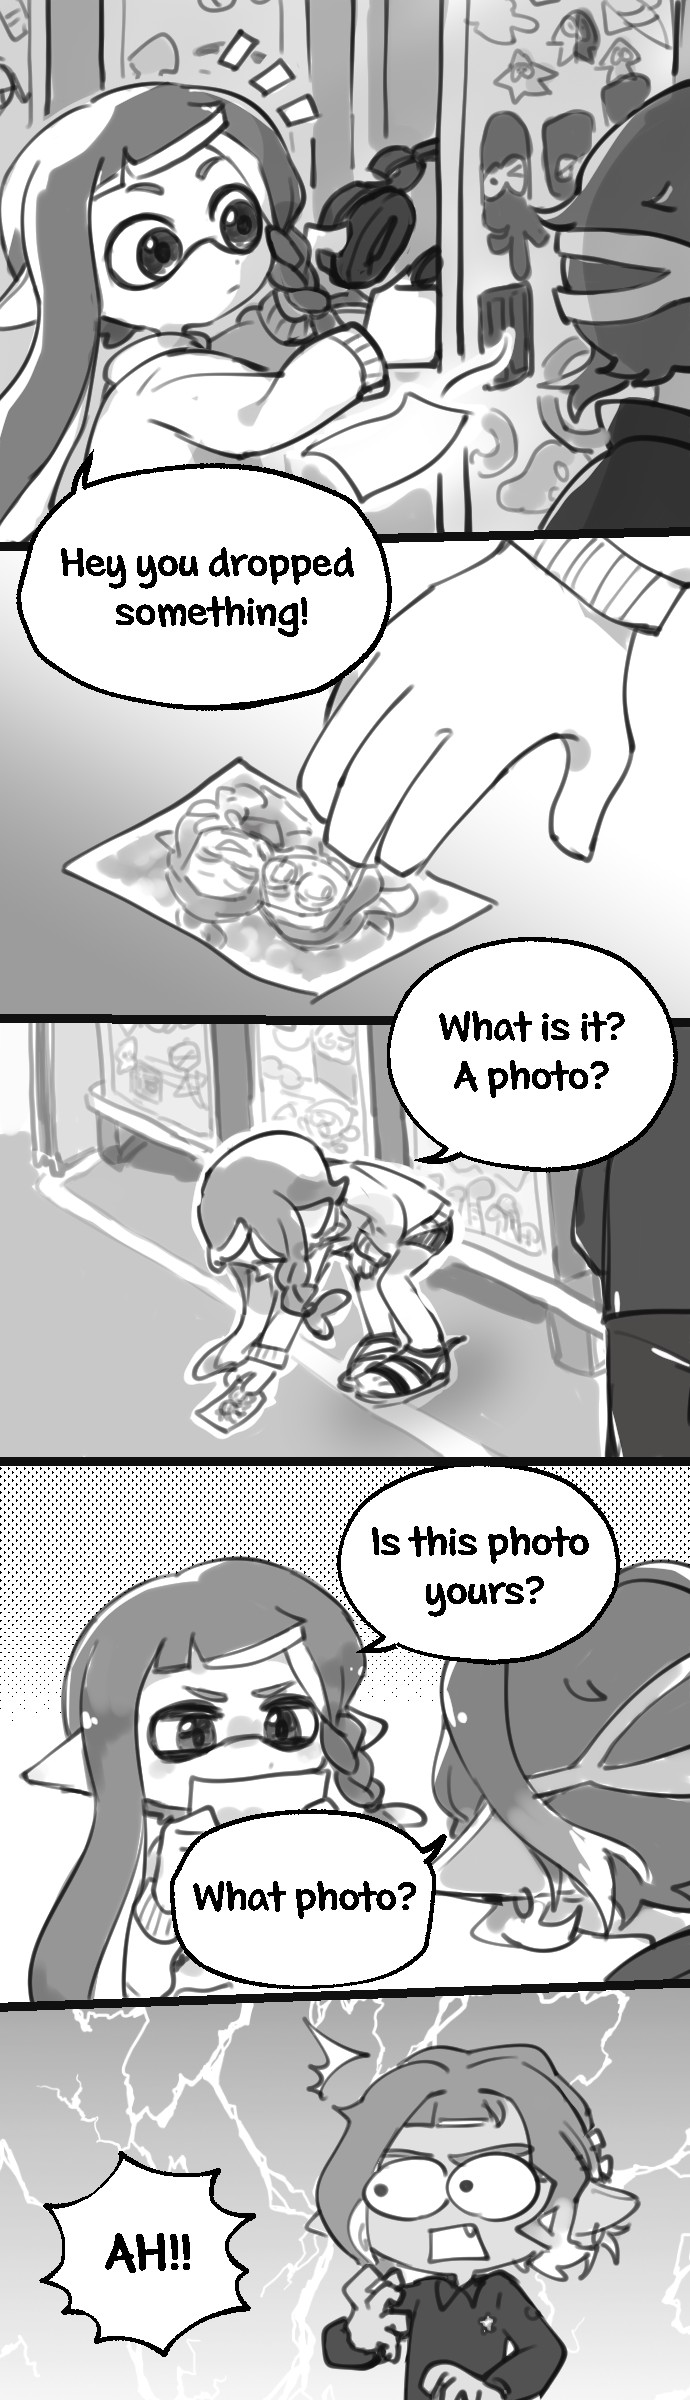 Hey you dropped
something!
What is it?
A photo?
Is this photo
yours?
What photo?
AH!!